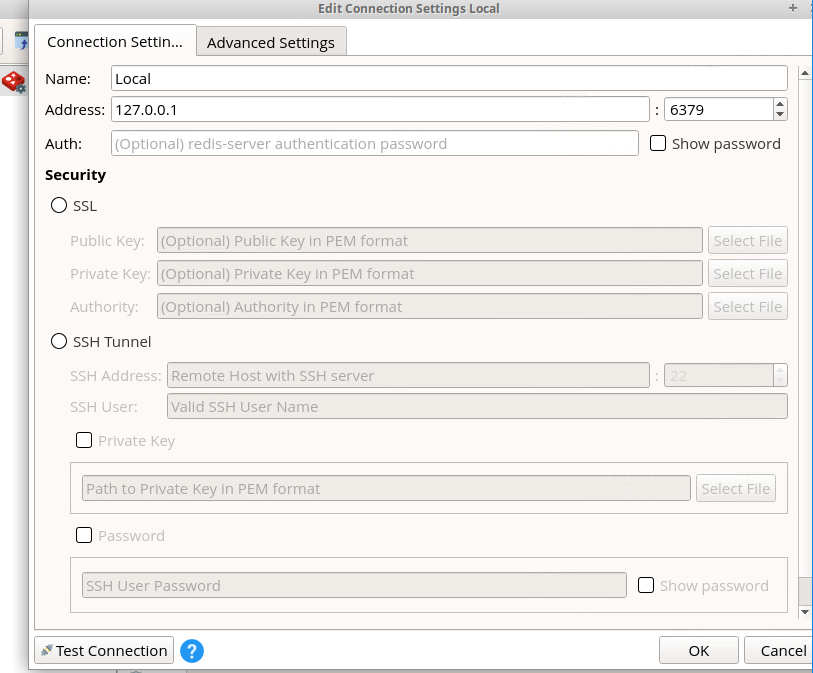 Edit Connection Settings Local
Connection Settin... Advanced Settings
Name: Local
Address: 127.0.0.1 : 6379
Auth: (Optional) redis-server authentication password Show password
Security
SSL
Public Key: (Optional) Public Key in PEM format Select File
Private Key: (Optional) Private Key in PEM format Select File
Authority: (Optional) Authority in PEM format Select File
SSH Tunnel
SSH Address: Remote Host with SSH server : 22
SSH User: Valid SSH User Name
Private Key
Path to Private Key in PEM format Select File
Password
SSH User Password Show password
Test Connection ? OK Cancel